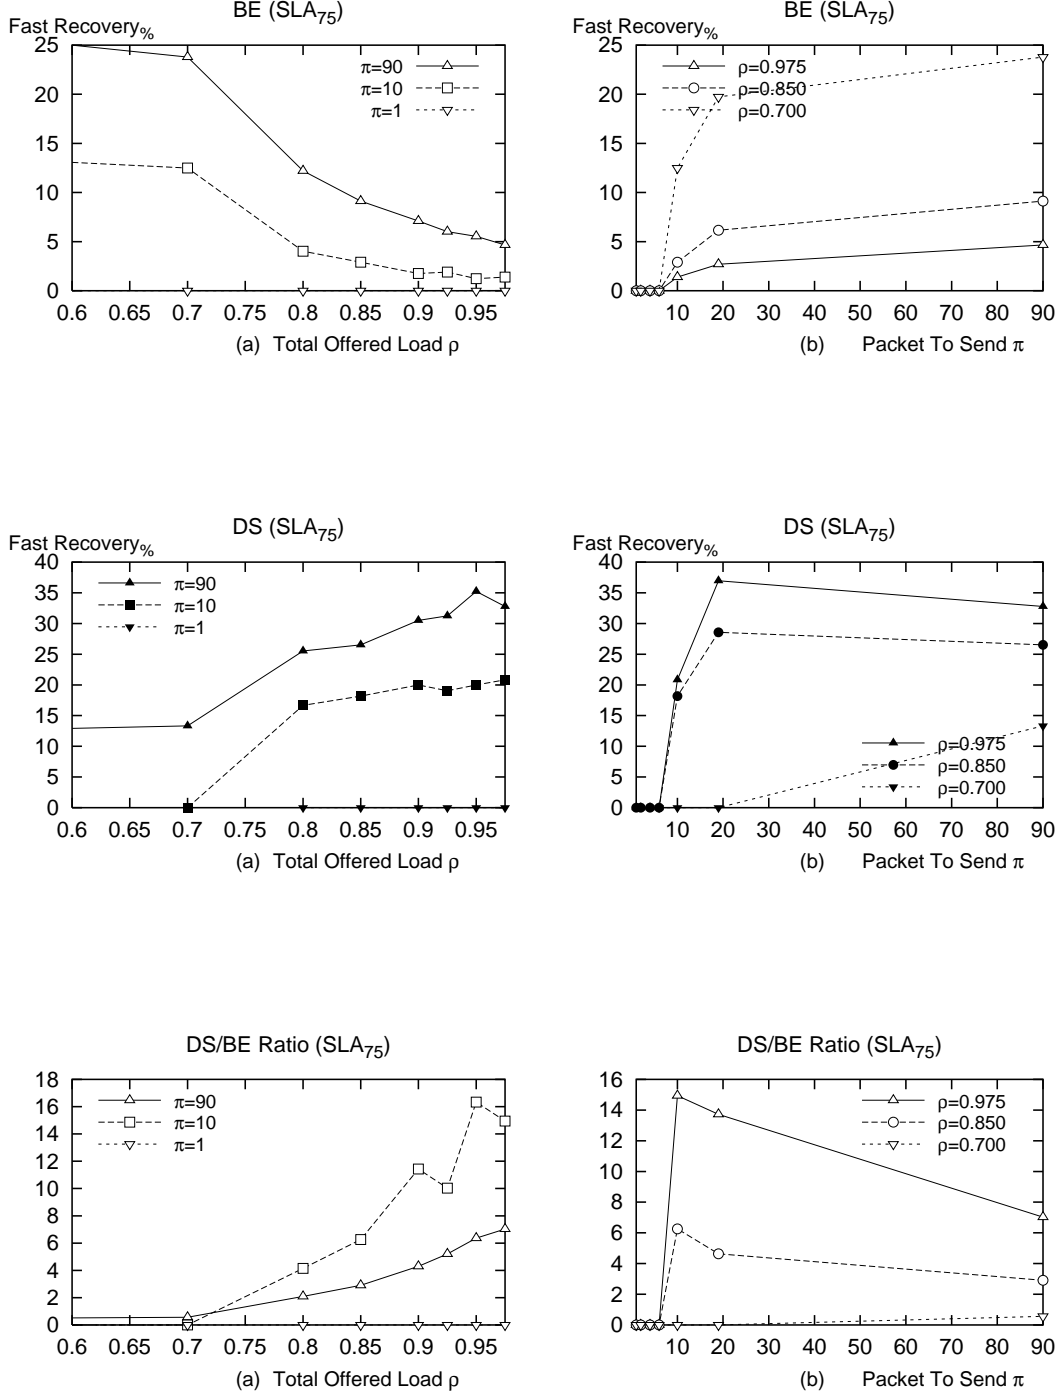 BE (SLA75)
Fast Recovery%
25
20
15
10
5
0
π=90
π=10
π=1
0.6 0.65 0.7 0.75 0.8 0.85 0.9 0.95
(a) Total Offered Load ρ
BE (SLA75)
Fast Recovery%
25
20
15
10
5
0
ρ=0.975
ρ=0.850
ρ=0.700
10 20 30 40 50 60 70 80 90
(b) Packet To Send π
DS (SLA75)
Fast Recovery%
40
35
30
25
20
15
10
5
0
π=90
π=10
π=1
0.6 0.65 0.7 0.75 0.8 0.85 0.9 0.95
(a) Total Offered Load ρ
DS (SLA75)
Fast Recovery%
40
35
30
25
20
15
10
5
0
ρ=0.975
ρ=0.850
ρ=0.700
10 20 30 40 50 60 70 80 90
(b) Packet To Send π
DS/BE Ratio (SLA75)
18
16
14
12
10
8
6
4
2
0
π=90
π=10
π=1
0.6 0.65 0.7 0.75 0.8 0.85 0.9 0.95
(a) Total Offered Load ρ
DS/BE Ratio (SLA75)
16
14
12
10
8
6
4
2
0
ρ=0.975
ρ=0.850
ρ=0.700
10 20 30 40 50 60 70 80 90
(b) Packet To Send π